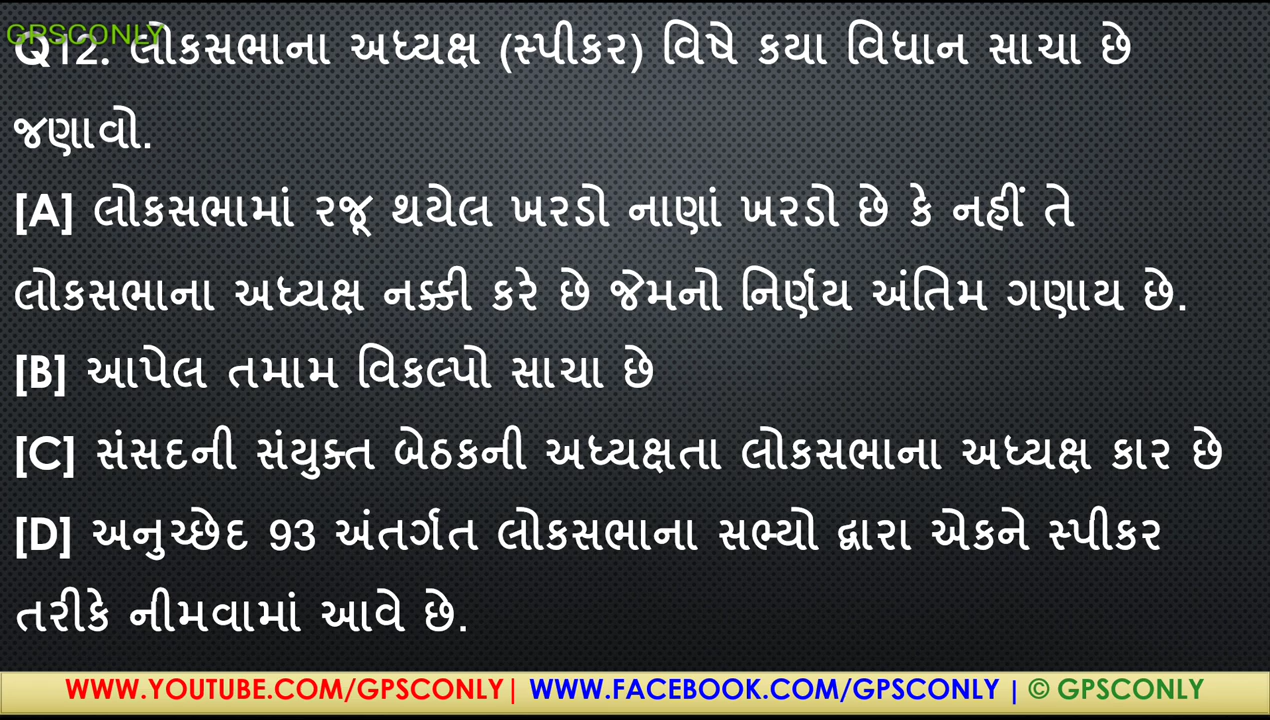 GPSCONLY
Q12. લોકસભાના અધ્યક્ષ (સ્પીકર) વિષે કયા વિધાન સાચા છે
જણાવો.
[A] લોકસભામાં રજૂ થયેલ ખરડો નાણાં ખરડો છે કે નહીં તે
લોકસભાના અધ્યક્ષ નક્કી કરે છે જેમનો નિર્ણય અંતિમ ગણાય છે.
[B] આપેલ તમામ વિકલ્પો સાચા છે
[C] સંસદની સંયુક્ત બેઠકની અધ્યક્ષતા લોકસભાના અધ્યક્ષ કાર છે
[D] અનુચ્છેદ 93 અંતર્ગત લોકસભાના સભ્યો દ્વારા એકને સ્પીકર
તરીકે નીમવામાં આવે છે.
WWW.YOUTUBE.COM/GPSCONLY| WWW.FACEBOOK.COM/GPSCONLY | © GPSCONLY